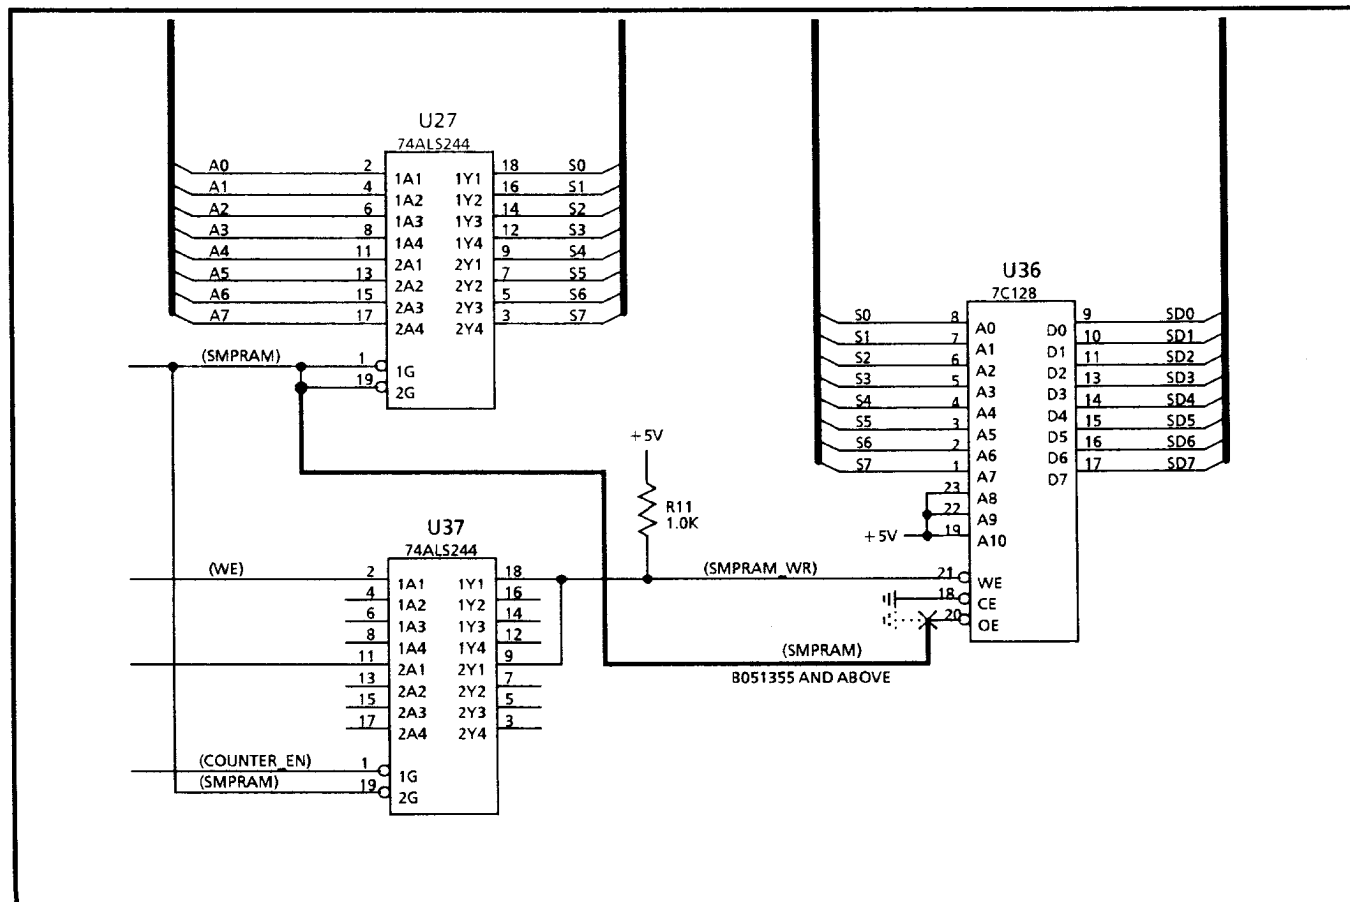 U27
74ALS244
A0 2 1A1 1Y1 18 S0
A1 4 1A2 1Y2 16 S1
A2 6 1A3 1Y3 14 S2
A3 8 1A4 1Y4 12 S3
A4 11 2A1 2Y1 9 S4
A5 13 2A2 2Y2 7 S5
A6 15 2A3 2Y3 5 S6
A7 17 2A4 2Y4 3 S7
(SMPRAM) 1 1G
19 2G
U36
7C128
S0 8 A0 D0 9 SD0
S1 7 A1 D1 10 SD1
S2 6 A2 D2 11 SD2
S3 5 A3 D3 13 SD3
S4 4 A4 D4 14 SD4
S5 3 A5 D5 15 SD5
S6 2 A6 D6 16 SD6
S7 1 A7 D7 17 SD7
23 A8
22 A9
+5V 19 A10
(SMPRAM_WR) 21 WE
18 CE
20 OE
(SMPRAM)
B051355 AND ABOVE
+5V
R11
1.0K
U37
74ALS244
(WE) 2 1A1 1Y1 18
4 1A2 1Y2 16
6 1A3 1Y3 14
8 1A4 1Y4 12
11 2A1 2Y1 9
13 2A2 2Y2 7
15 2A3 2Y3 5
17 2A4 2Y4 3
(COUNTER_EN) 1 1G
(SMPRAM) 19 2G